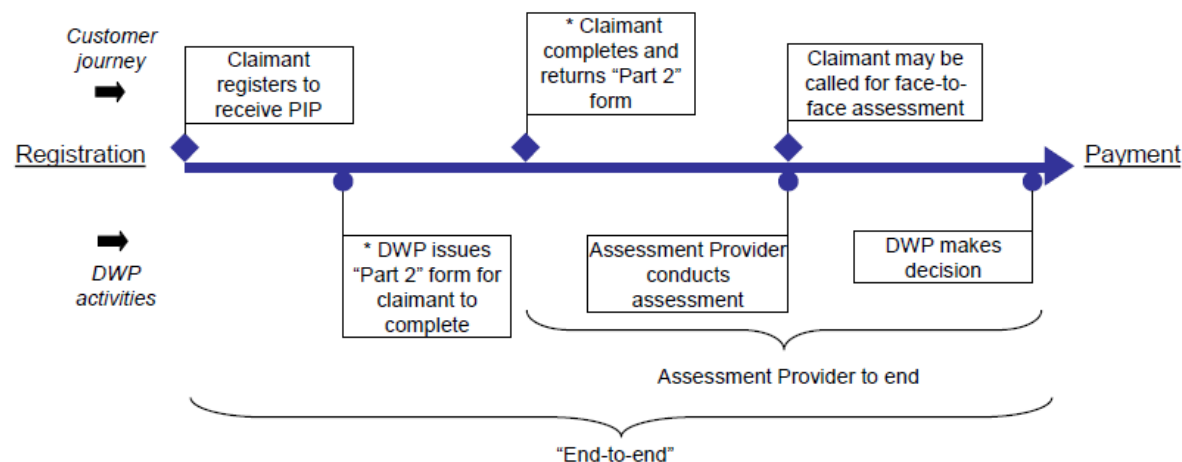 Customer
journey
Claimant
registers to
receive PIP
* Claimant
completes and
returns “Part 2”
form
Claimant may be
called for face-to-
face assessment
Registration
Payment
DWP
activities
* DWP issues
“Part 2” form for
claimant to
complete
Assessment Provider
conducts
assessment
DWP makes
decision
Assessment Provider to end
“End-to-end”